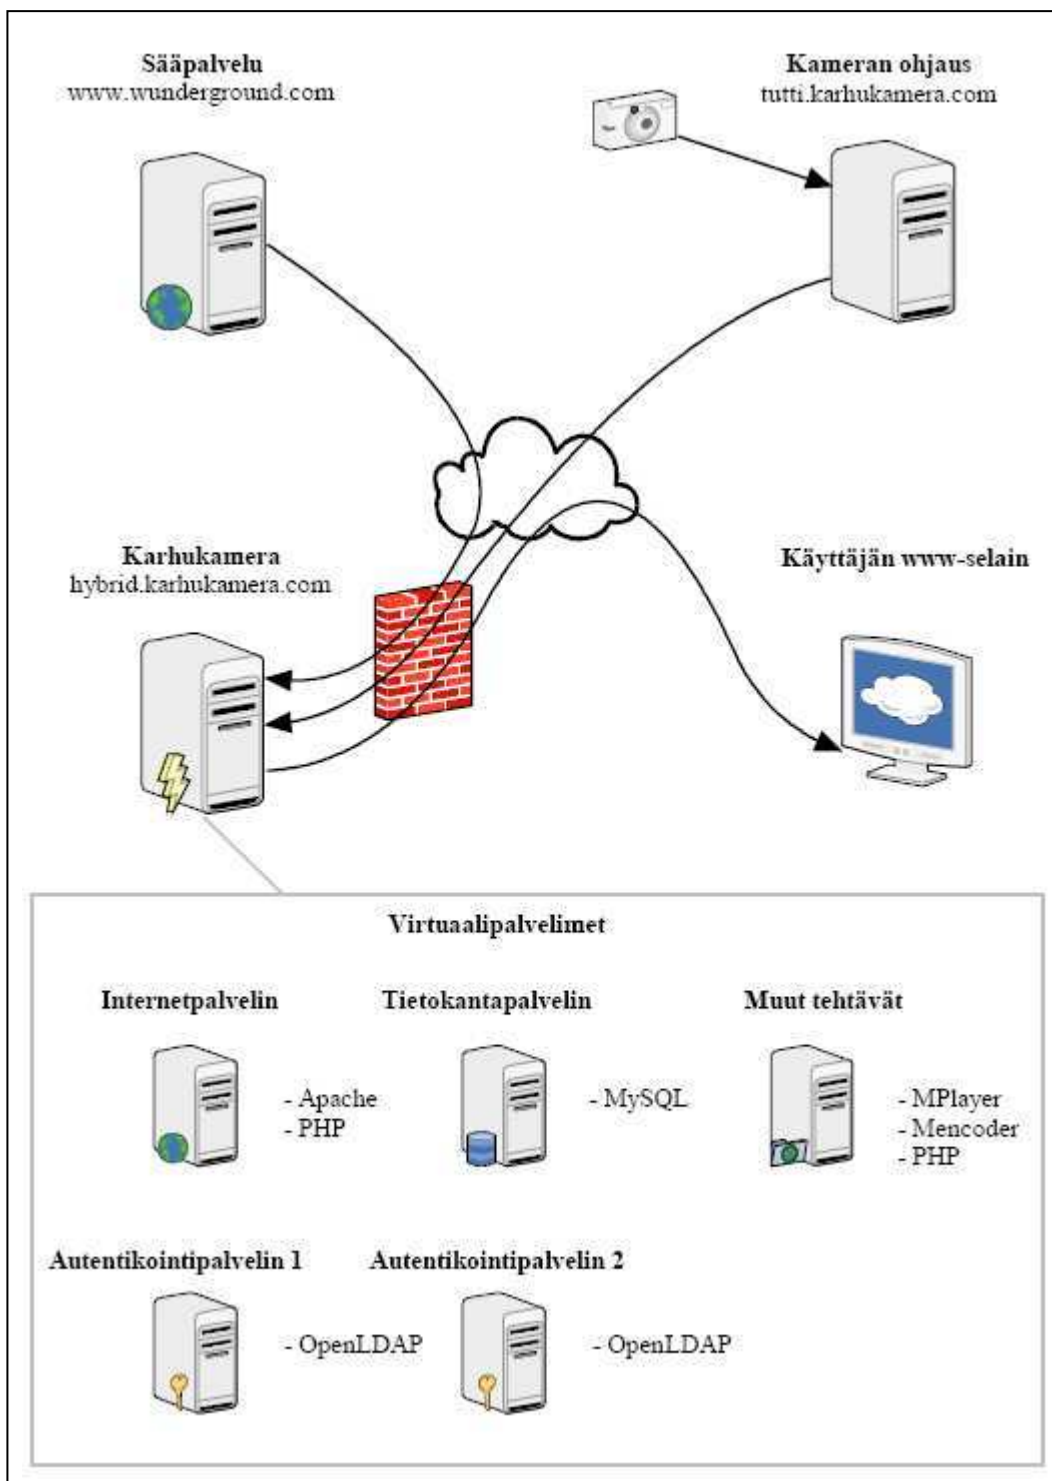 Sääpalvelu
www.wunderground.com
Kameran ohjaus
tutti.karhukamera.com
Karhukamera
hybrid.karhukamera.com
Käyttäjän www-selain
Virtuaalipalvelimet
Internetpalvelin
- Apache
- PHP
Tietokantapalvelin
- MySQL
Muut tehtävät
- MPlayer
- Mencoder
- PHP
Autentikointipalvelin 1
- OpenLDAP
Autentikointipalvelin 2
- OpenLDAP